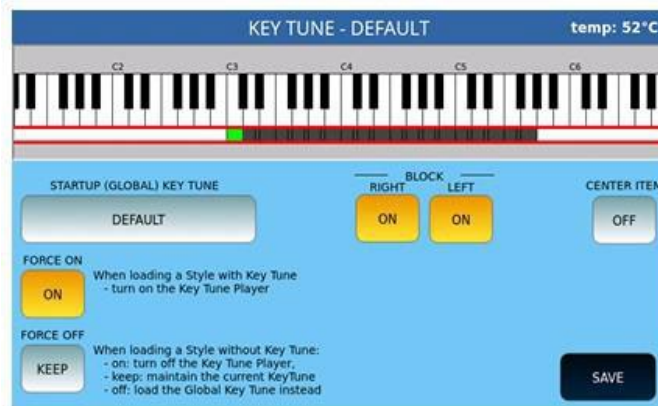 KEY TUNE - DEFAULT
temp: 52°C
C2 C3 C4 C5 C6
STARTUP (GLOBAL) KEY TUNE
DEFAULT
BLOCK
RIGHT LEFT
ON ON
CENTER ITEM
OFF
FORCE ON
ON
When loading a Style with Key Tune
- turn on the Key Tune Player
FORCE OFF
KEEP
When loading a Style without Key Tune:
- on: turn off the Key Tune Player,
- keep: maintain the current KeyTune
- off: load the Global Key Tune instead
SAVE